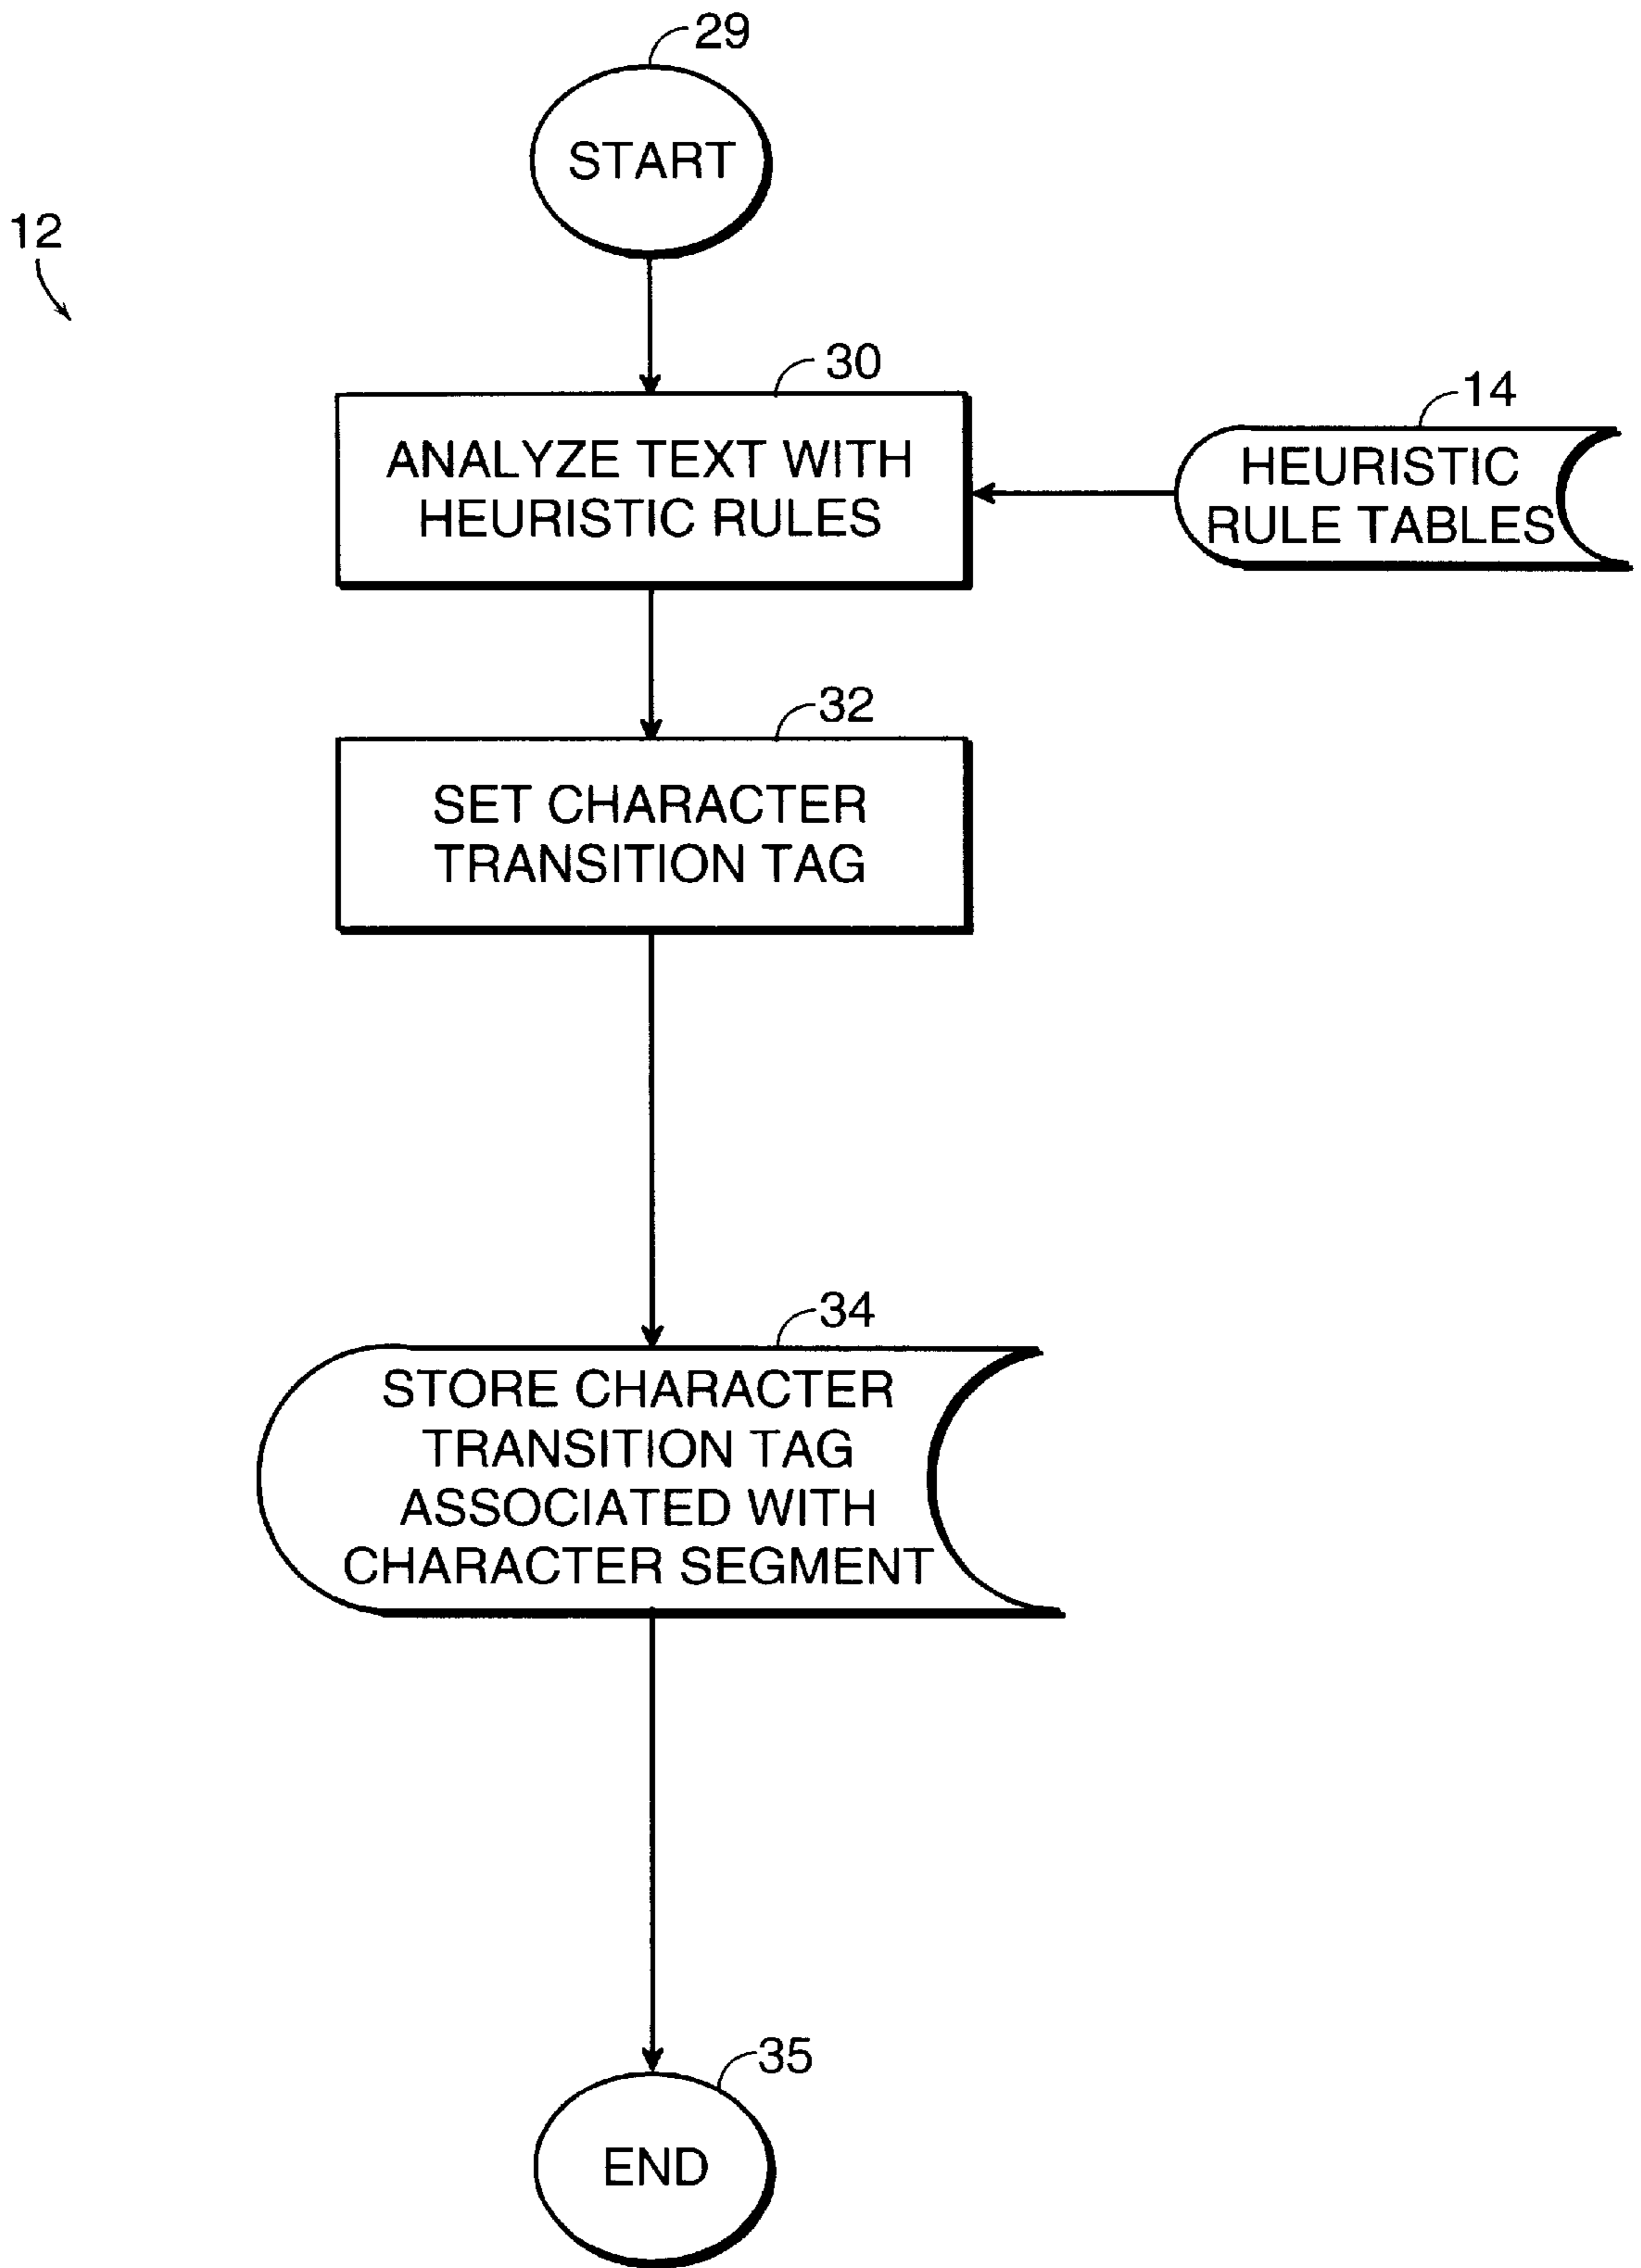 29
START
12
30
ANALYZE TEXT WITH
HEURISTIC RULES
14
HEURISTIC
RULE TABLES
32
SET CHARACTER
TRANSITION TAG
34
STORE CHARACTER
TRANSITION TAG
ASSOCIATED WITH
CHARACTER SEGMENT
35
END